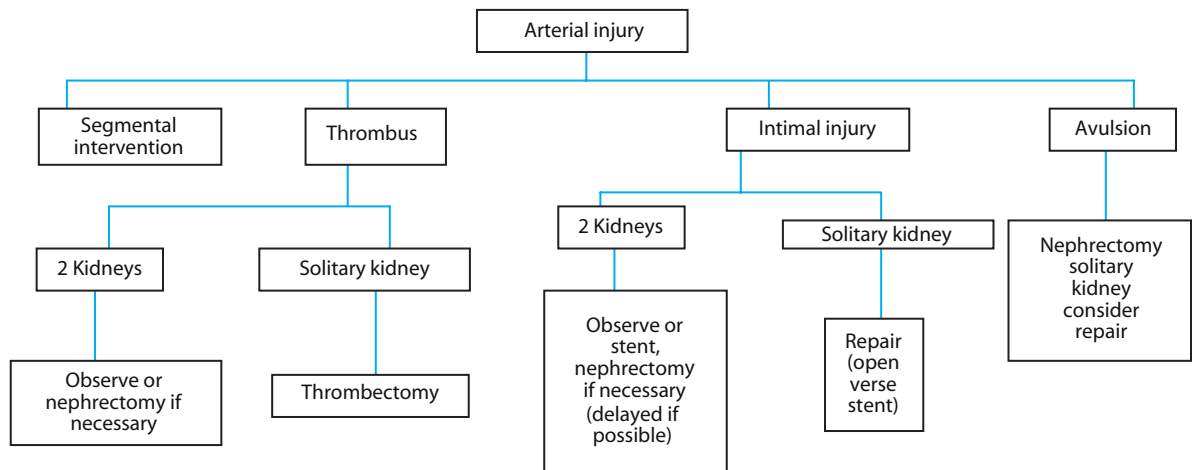 Arterial injury
Segmental
intervention
Thrombus
Intimal injury
Avulsion
2 Kidneys
Solitary kidney
2 Kidneys
Solitary kidney
Nephrectomy
solitary
kidney
consider
repair
Observe or
nephrectomy if
necessary
Thrombectomy
Observe or
stent,
nephrectomy
if necessary
(delayed if
possible)
Repair
(open
verse
stent)